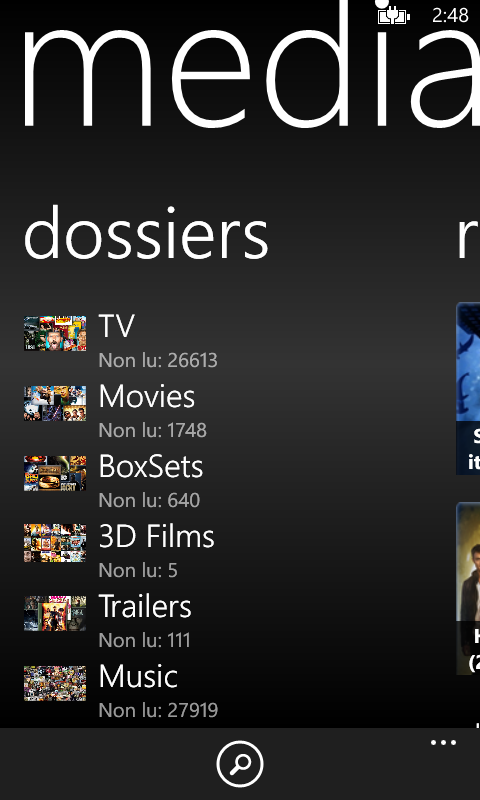 2:48
media
dossiers
r
TV
Non lu: 26613
Movies
Non lu: 1748
BoxSets
Non lu: 640
3D Films
Non lu: 5
Trailers
Non lu: 111
Music
Non lu: 27919
S
it
(2